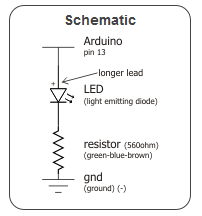 Schematic
Arduino
pin 13
longer lead
+
LED
(light emitting diode)
resistor (560ohm)
(green-blue-brown)
gnd
(ground) (-)